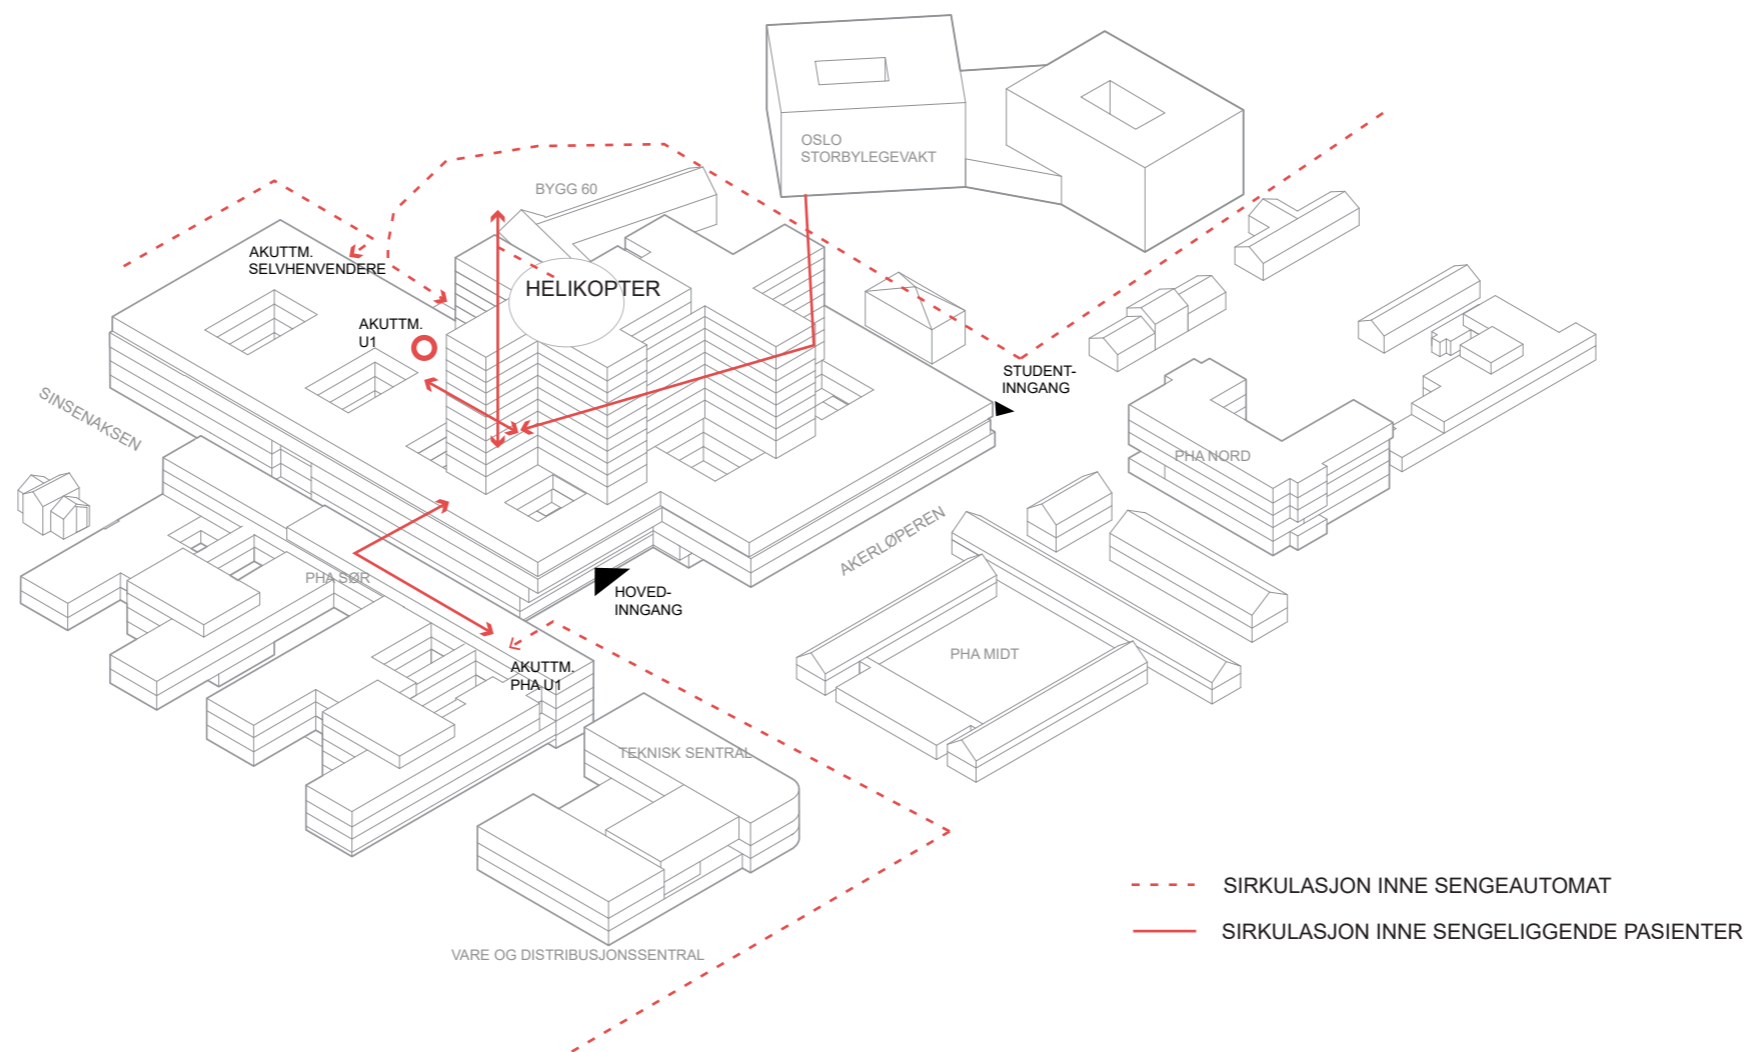 OSLO
STORBYLEGEVAKT
BYGG 60
AKUTTM.
SELVHENVENDERE
HELIKOPTER
AKUTTM.
U1
STUDENT-
INNGANG
SINSENAKSEN
PHA NORD
AKERLØPEREN
PHA SØR
HOVED-
INNGANG
PHA MIDT
AKUTTM.
PHA U1
TEKNISK SENTRAL
SIRKULASJON INNE SENGEAUTOMAT
SIRKULASJON INNE SENGELIGGENDE PASIENTER
VARE OG DISTRIBUSJONSSENTRAL